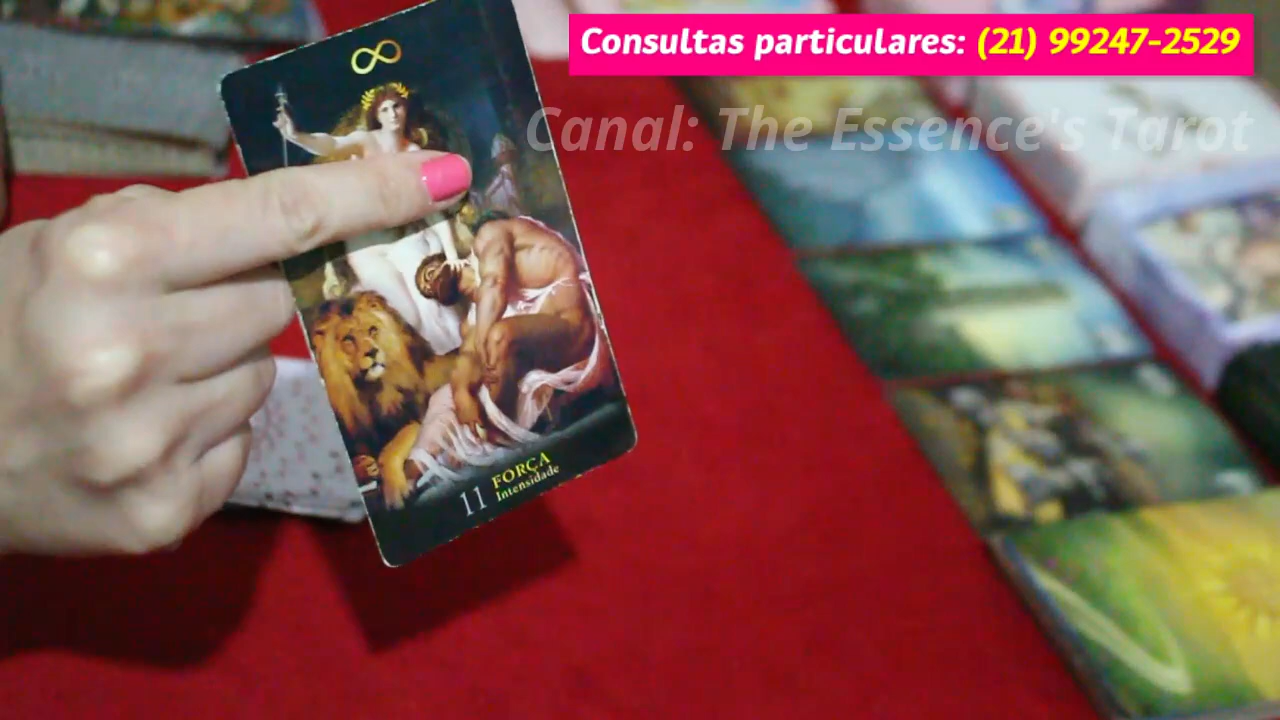 Consultas particulares: (21) 99247-2529
Canal: The Essence's Tarot
11 FORÇA
Intensidade